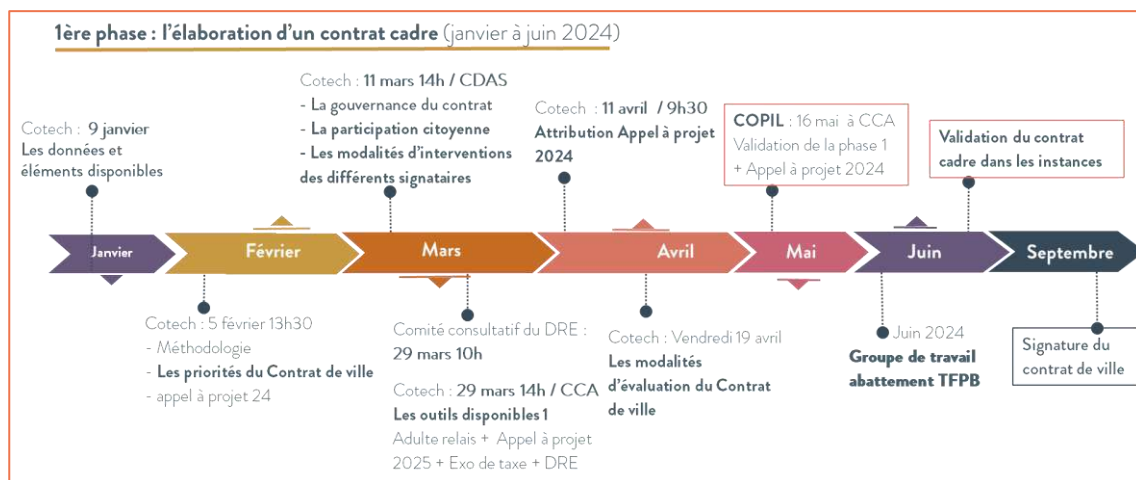 1ère phase : l'élaboration d'un contrat cadre (janvier à juin 2024)
Cotech : 9 janvier
Les données et
éléments disponibles
Cotech : 11 mars 14h / CDAS
- La gouvernance du contrat
- La participation citoyenne
- Les modalités d'interventions
des différents signataires
Cotech : 11 avril / 9h30
Attribution Appel à projet
2024
COPIL : 16 mai à CCA
Validation de la phase 1
+ Appel à projet 2024
Validation du contrat
cadre dans les instances
Janvier
Février
Mars
Avril
Mai
Juin
Septembre
Cotech : 5 février 13h30
- Méthodologie
- Les priorités du Contrat de ville
- appel à projet 24
Comité consultatif du DRE :
29 mars 10h
Cotech : 29 mars 14h / CCA
Les outils disponibles 1
Adulte relais + Appel à projet
2025 + Exo de taxe + DRE
Cotech : Vendredi 19 avril
Les modalités
d'évaluation du Contrat
de ville
Juin 2024
Groupe de travail
abattement TFPB
Signature du
contrat de ville